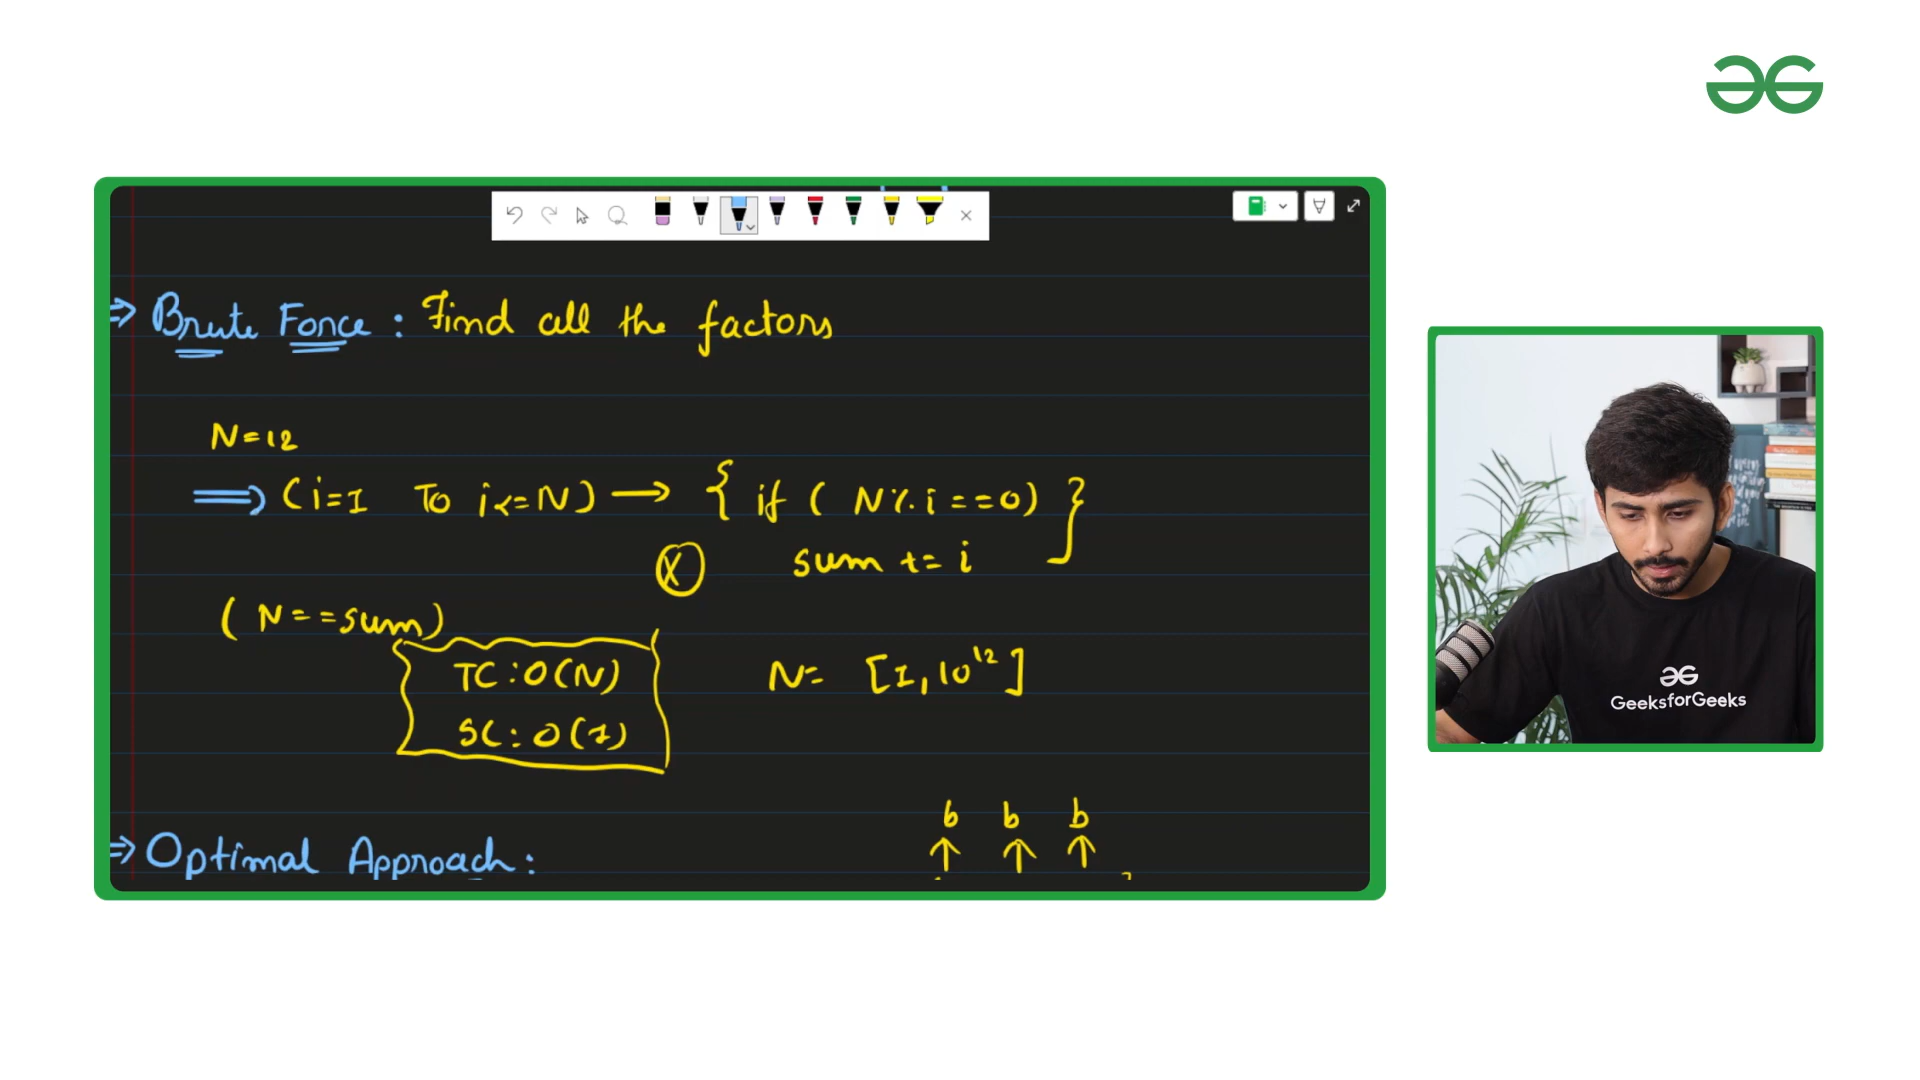 ⇒ Brute Force : Find all the factors
N=12
⇒ (i=1 To i<=N) → { if ( N%.i ==0) }
X sum += i
( N==sum)
TC : O(N) N= [1, 10^12]
SC : O(1)
b b b
↑ ↑ ↑
⇒ Optimal Approach :
GeeksforGeeks